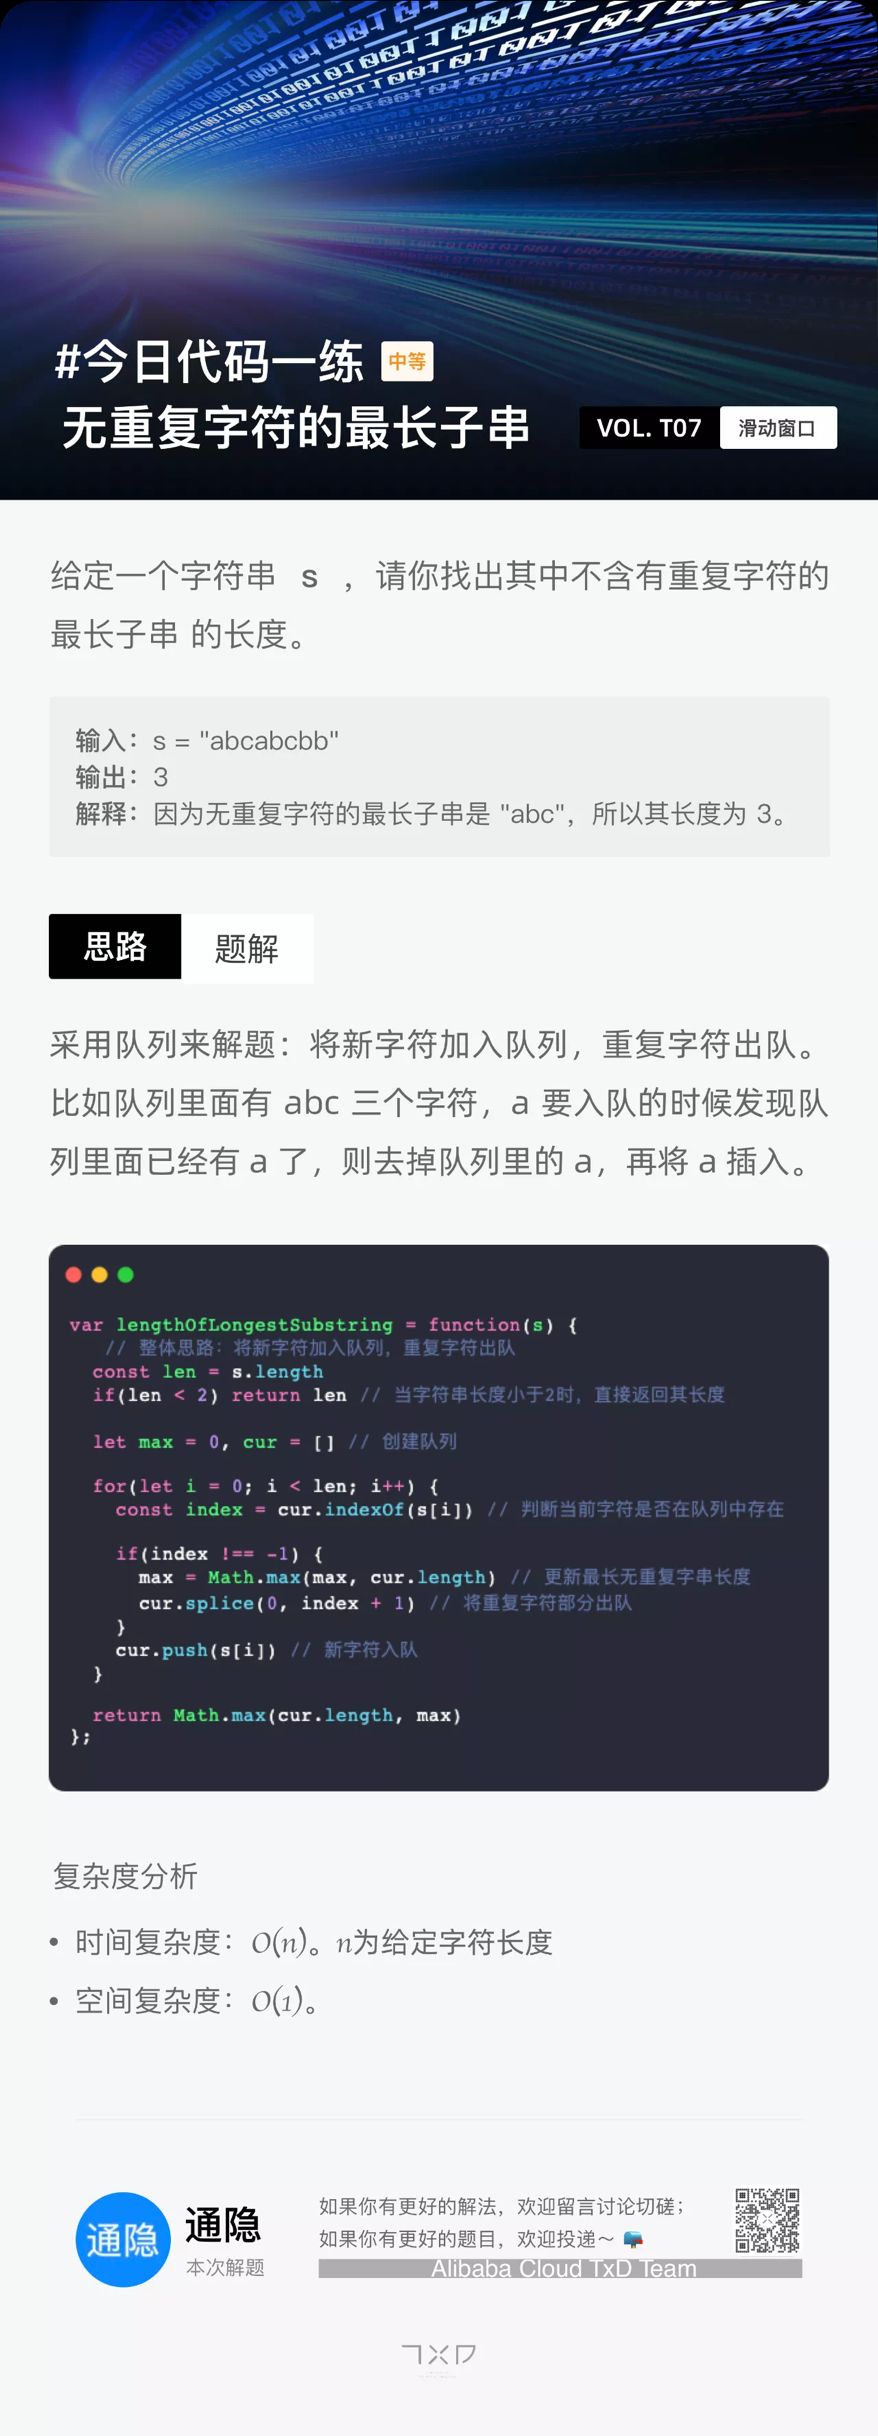 #今日代码一练 中等
无重复字符的最长子串 VOL. T07 滑动窗口
给定一个字符串 s ，请你找出其中不含有重复字符的
最长子串 的长度。
输入：s = "abcabcbb"
输出：3
解释：因为无重复字符的最长子串是 "abc"，所以其长度为 3。
思路 题解
采用队列来解题：将新字符加入队列，重复字符出队。
比如队列里面有 abc 三个字符，a 要入队的时候发现队
列里面已经有 a 了，则去掉队列里的 a，再将 a 插入。
var lengthOfLongestSubstring = function(s) {
// 整体思路：将新字符加入队列，重复字符出队
const len = s.length
if(len < 2) return len // 当字符串长度小于2时，直接返回其长度
let max = 0, cur = [] // 创建队列
for(let i = 0; i < len; i++) {
const index = cur.indexOf(s[i]) // 判断当前字符是否在队列中存在
if(index !== -1) {
max = Math.max(max, cur.length) // 更新最长无重复字串长度
cur.splice(0, index + 1) // 将重复字符部分出队
}
cur.push(s[i]) // 新字符入队
}
return Math.max(cur.length, max)
};
复杂度分析
• 时间复杂度：O(n)。n为给定字符长度
• 空间复杂度：O(1)。
通隐
通隐
本次解题
如果你有更好的解法，欢迎留言讨论切磋；
如果你有更好的题目，欢迎投递～
Alibaba Cloud TxD Team
TXD